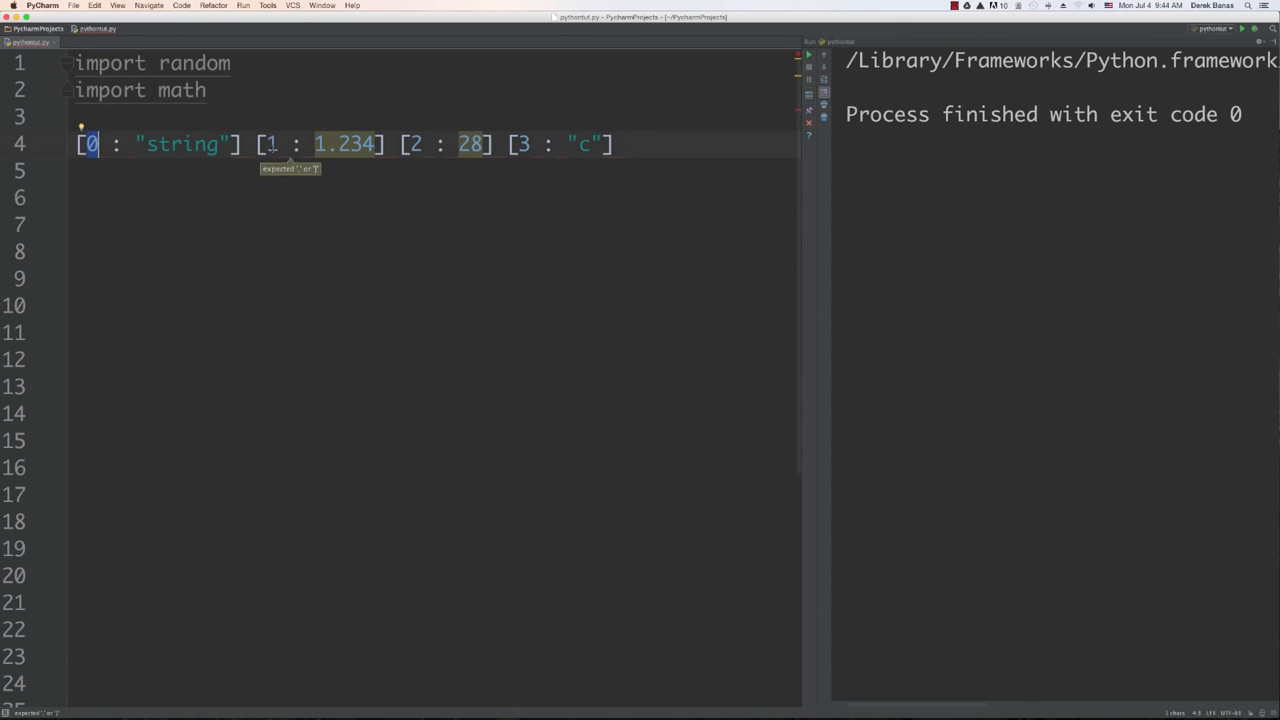 PyCharm File Edit View Navigate Code Refactor Run Tools VCS Window Help
10 Mon Jul 4 9:44 AM Derek Banas
pythontut.py - PycharmProjects - [~/PycharmProjects]
PycharmProjects pythontut.py
pythontut
pythontut.py
Run pythontut
1 import random
2 import math
3
4 [0 : "string"] [1 : 1.234] [2 : 28] [3 : "c"]
expected ',' or ']'
5
6
7
8
9
10
11
12
13
14
15
16
17
18
19
20
21
22
23
24
/Library/Frameworks/Python.framework
Process finished with exit code 0
expected ',' or ']'
1 chars 4:3 LF÷ UTF-8÷